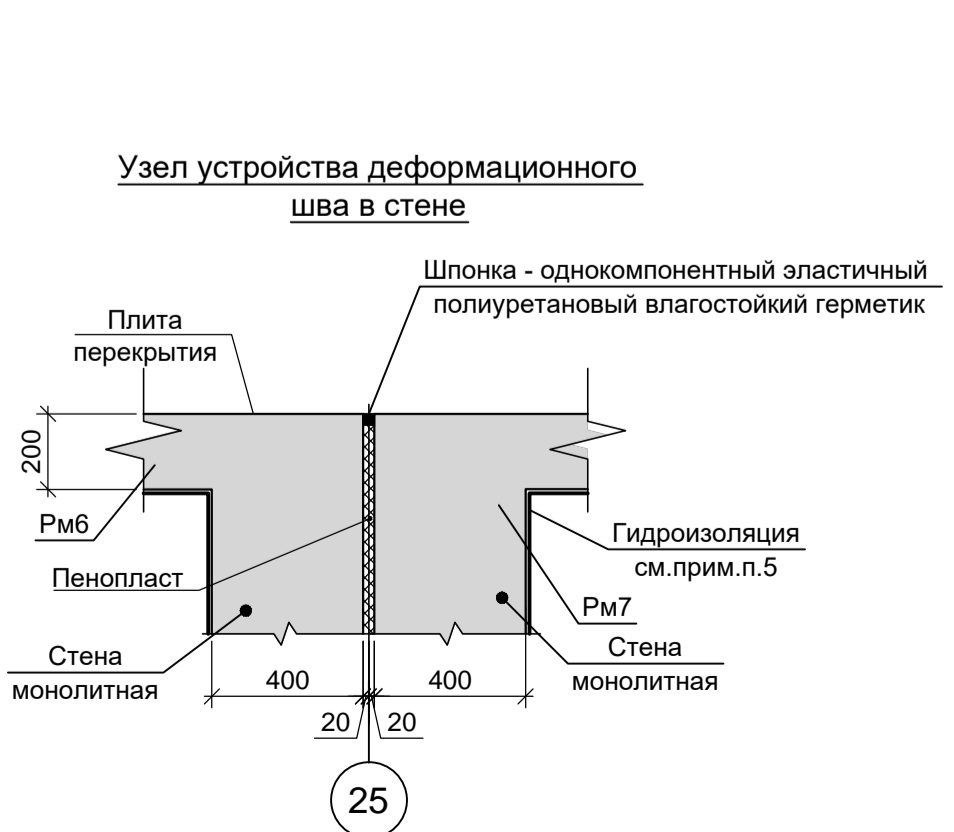 Узел устройства деформационного
шва в стене
Шпонка - однокомпонентный эластичный
полиуретановый влагостойкий герметик
Плита
перекрытия
200
Рм6
Гидроизоляция
см.прим.п.5
Пенопласт
Рм7
Стена
монолитная
Стена
монолитная
400
400
20
20
25